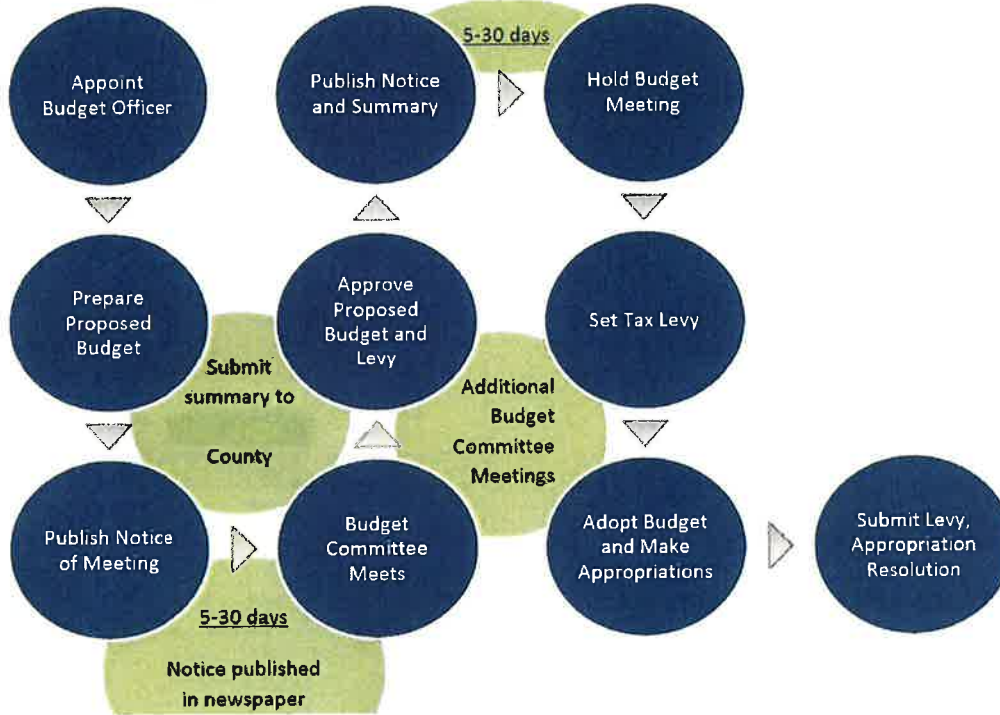 Appoint
Budget Officer
Prepare
Proposed
Budget
Publish Notice
of Meeting
5-30 days
Notice published
in newspaper
Submit
summary to
County
Budget
Committee
Meets
Approve
Proposed
Budget and
Levy
Additional
Budget
Committee
Meetings
Publish Notice
and Summary
5-30 days
Hold Budget
Meeting
Set Tax Levy
Adopt Budget
and Make
Appropriations
Submit Levy,
Appropriation
Resolution